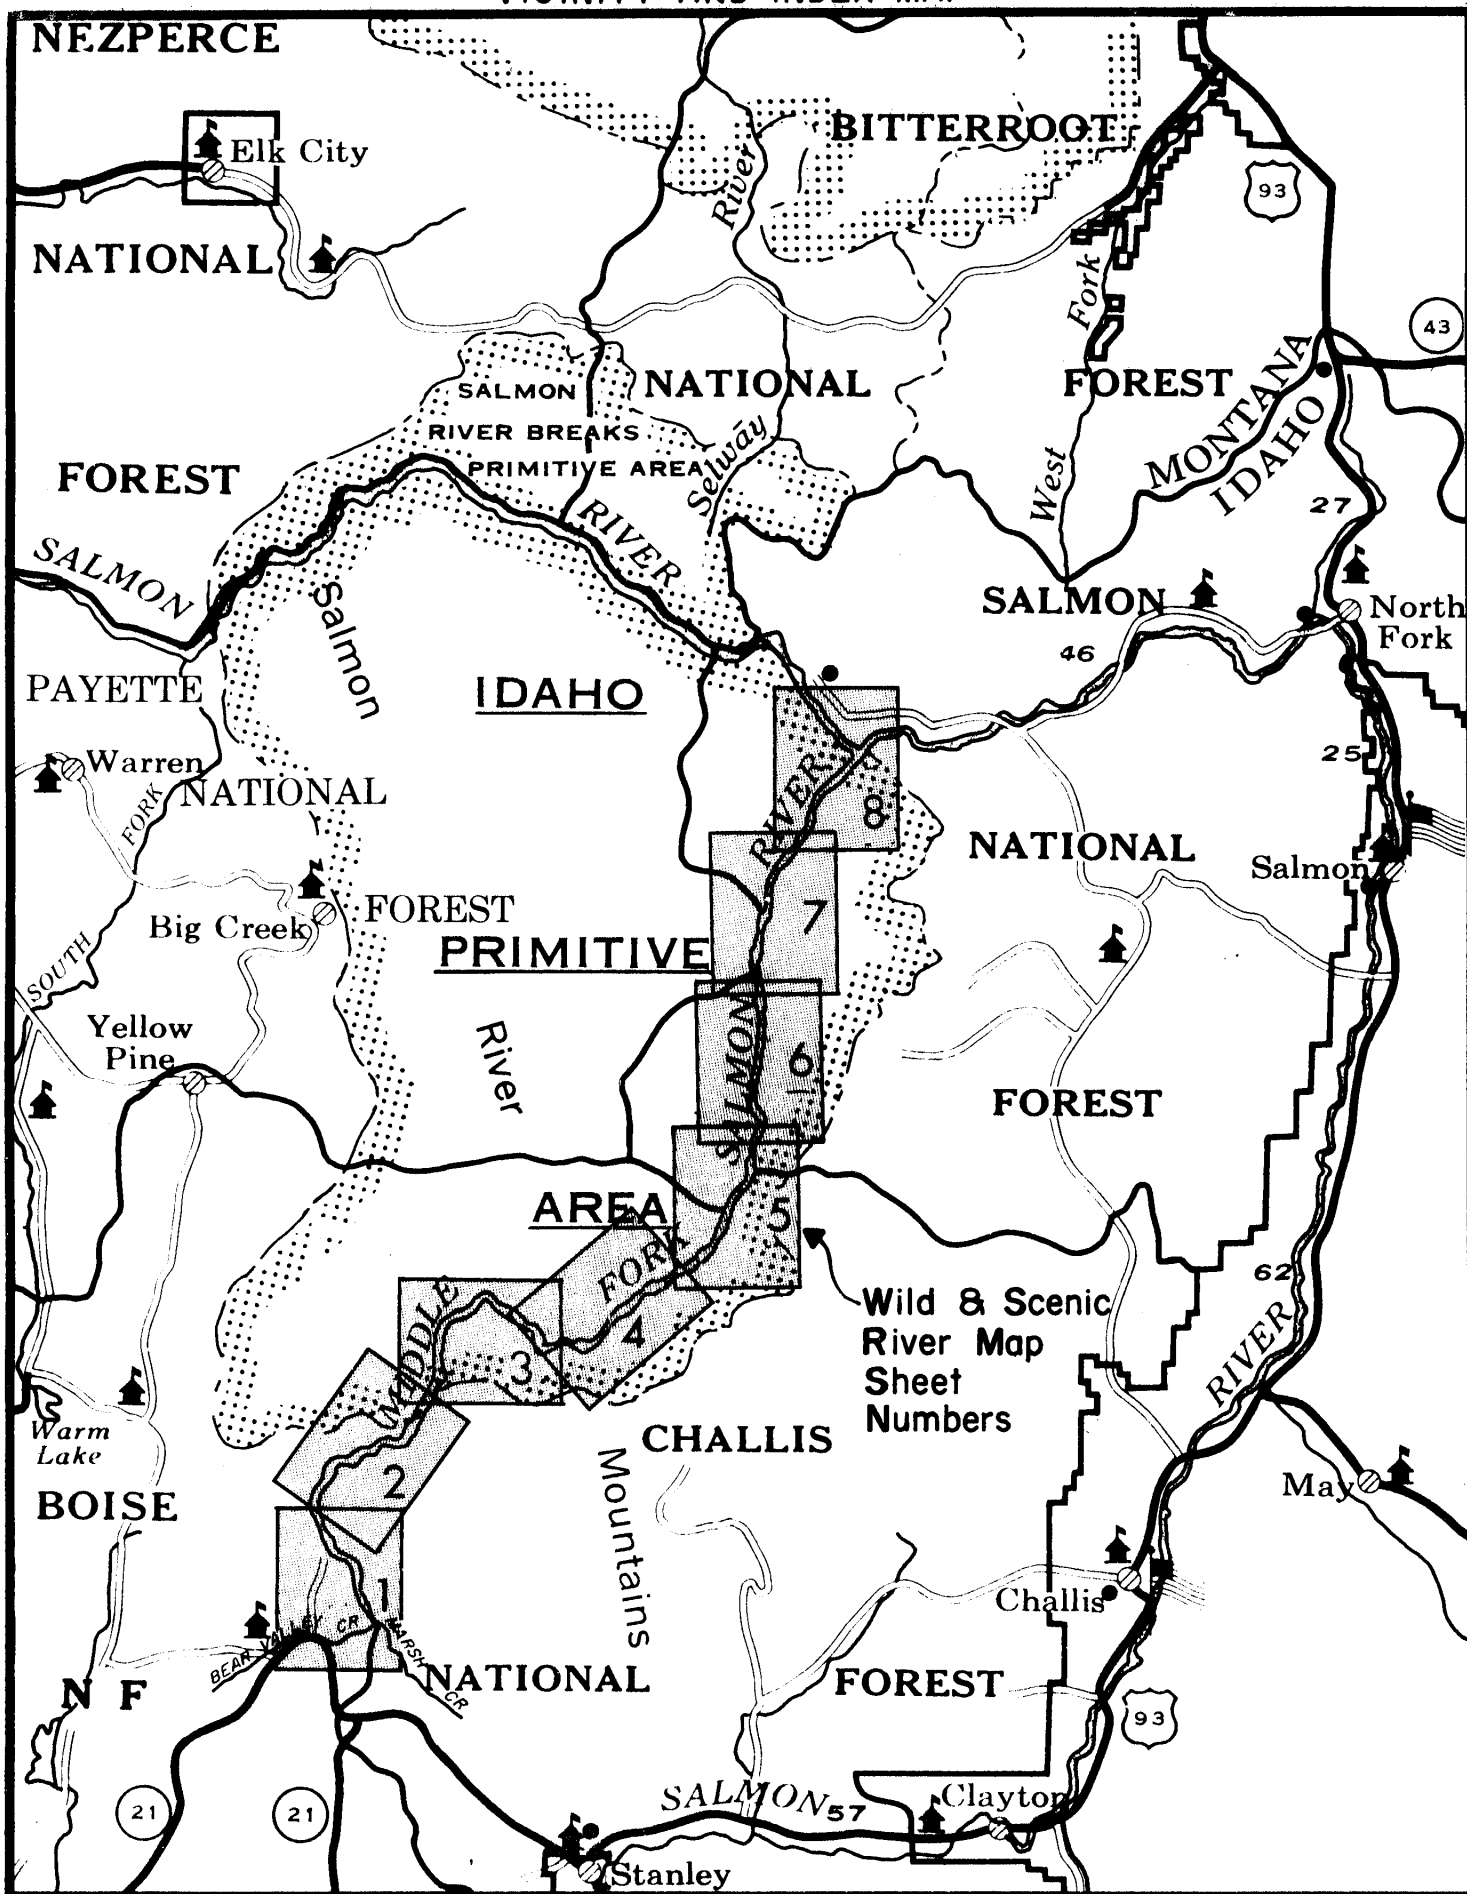 NEZPERCE
BITTERROOT
Elk City
River
93
NATIONAL
Fork
43
SALMON
NATIONAL
FOREST
MONTANA
IDAHO
RIVER BREAKS
PRIMITIVE AREA
Selway
FOREST
West
27
RIVER
SALMON
Salmon
SALMON
North
Fork
46
PAYETTE
IDAHO
Warren
25
NATIONAL
FORK
RIVER
8
NATIONAL
Salmon
Big Creek
FOREST
7
PRIMITIVE
SOUTH
Yellow
Pine
River
SALMON
6
FOREST
AREA
5
FORK
62
Wild & Scenic
River Map
Sheet
Numbers
MIDDLE
4
3
RIVER
Warm
Lake
CHALLIS
2
BOISE
Mountains
May
1
Challis
BEAR VALLEY CR
MARSH CR
N F
NATIONAL
FOREST
93
21
21
SALMON
57
Clayton
Stanley